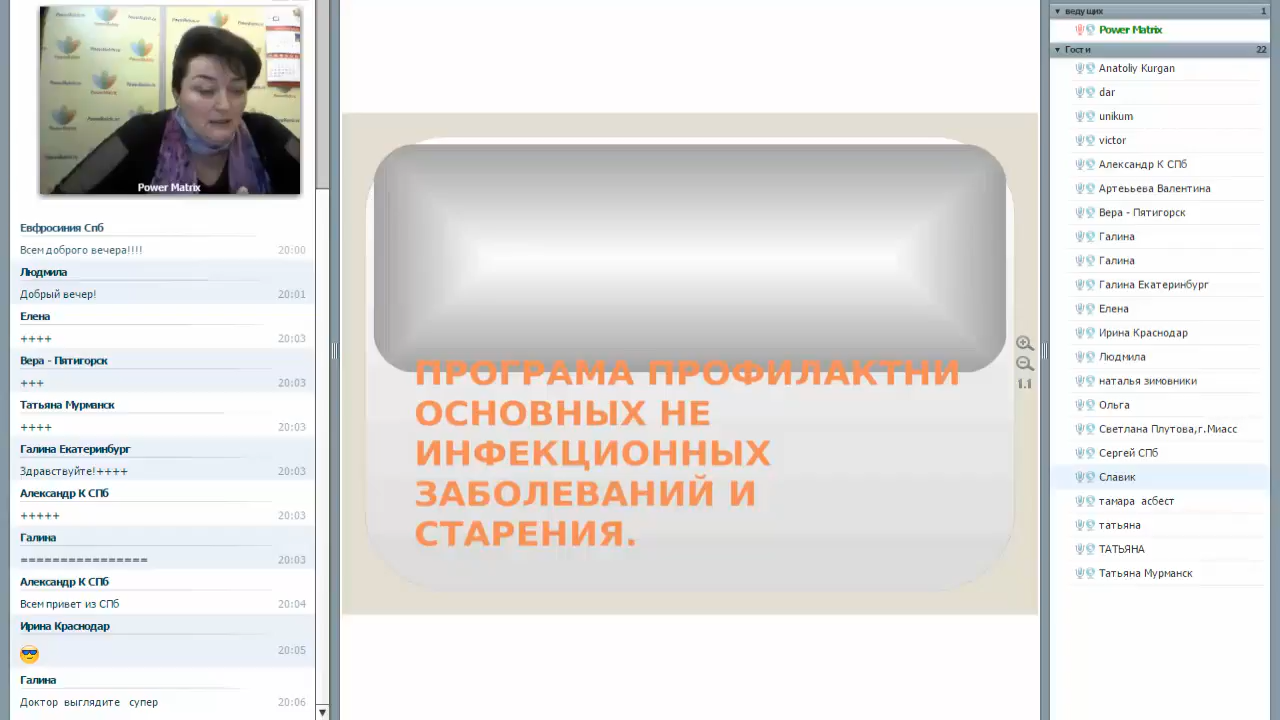 Power Matrix
Евфросиния Спб
Всем доброго вечера!!!!
20:00
Людмила
Добрый вечер!
20:01
Елена
++++
20:03
Вера - Пятигорск
+++
20:03
Татьяна Мурманск
++++
20:03
Галина Екатеринбург
Здравствуйте!++++
20:03
Александр К СПб
+++++
20:03
Галина
================
20:03
Александр К СПб
Всем привет из СПб
20:04
Ирина Краснодар
20:05
Галина
Доктор выглядите супер
20:06
ПРОГРАМА ПРОФИЛАКТНИ
ОСНОВНЫХ НЕ
ИНФЕКЦИОННЫХ
ЗАБОЛЕВАНИЙ И
СТАРЕНИЯ.
1.1
ведущих 1
Power Matrix
Гости 22
Anatoliy Kurgan
dar
unikum
victor
Александр К СПб
Артеььева Валентина
Вера - Пятигорск
Галина
Галина
Галина Екатеринбург
Елена
Ирина Краснодар
Людмила
наталья зимовники
Ольга
Светлана Плутова,г.Миасс
Сергей СПб
Славик
тамара асбест
татьяна
ТАТЬЯНА
Татьяна Мурманск